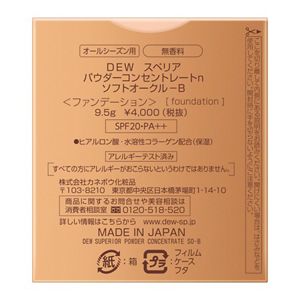 オールシーズン用 無香料
DEW スペリア
パウダーコンセントレートn
ソフトオークル-B
＜ファンデーション＞ [foundation]
9.5g ￥4,000（税抜）
SPF20・PA++
●ヒアルロン酸・水溶性コラーゲン配合（保湿）
アレルギーテスト済み
すべての方にアレルギーがおこらないというわけではありません。
株式会社カネボウ化粧品
〒103-8210 東京都中央区日本橋茅場町1-14-10
商品に関するお問合せや美容相談は
消費者相談室 0120-518-520
詳しい情報はこちらから www.dew-sp.jp
MADE IN JAPAN
DEW SUPERIOR POWDER CONCENTRATE SO-B
紙：箱
プラ
フィルム
ケース
フタ